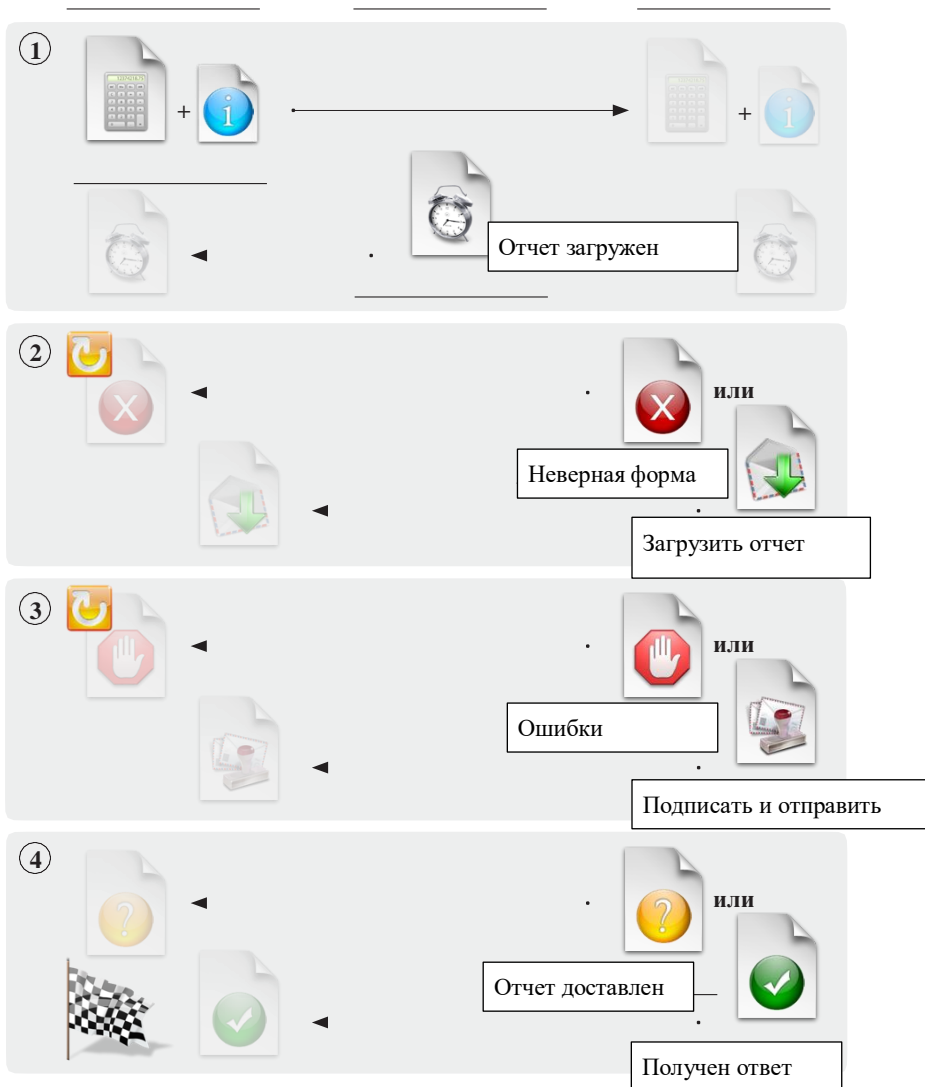 1
+
+
Отчет загружен
2
или
Неверная форма
Загрузить отчет
3
или
Ошибки
Подписать и отправить
4
или
Отчет доставлен
Получен ответ